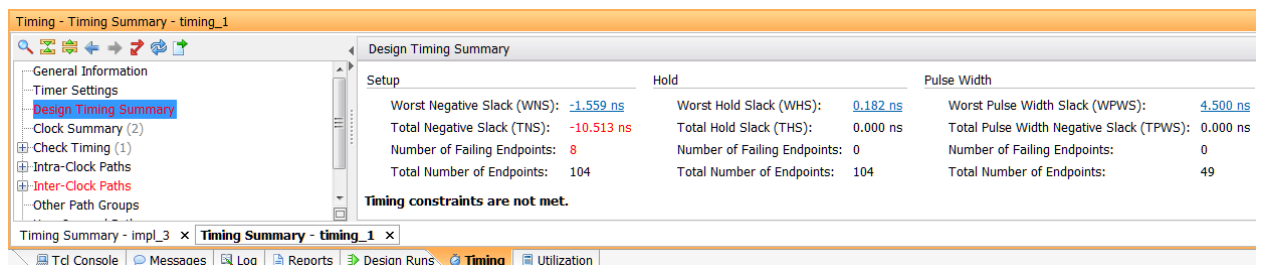 Timing - Timing Summary - timing_1
Design Timing Summary
General Information
Timer Settings
Design Timing Summary
Clock Summary (2)
Check Timing (1)
Intra-Clock Paths
Inter-Clock Paths
Other Path Groups
Setup Hold Pulse Width
Worst Negative Slack (WNS): -1.559 ns Worst Hold Slack (WHS): 0.182 ns Worst Pulse Width Slack (WPWS): 4.500 ns
Total Negative Slack (TNS): -10.513 ns Total Hold Slack (THS): 0.000 ns Total Pulse Width Negative Slack (TPWS): 0.000 ns
Number of Failing Endpoints: 8 Number of Failing Endpoints: 0 Number of Failing Endpoints: 0
Total Number of Endpoints: 104 Total Number of Endpoints: 104 Total Number of Endpoints: 49
Timing constraints are not met.
Timing Summary - impl_3 × Timing Summary - timing_1 ×
Tcl Console Messages Log Reports Design Runs Timing Utilization